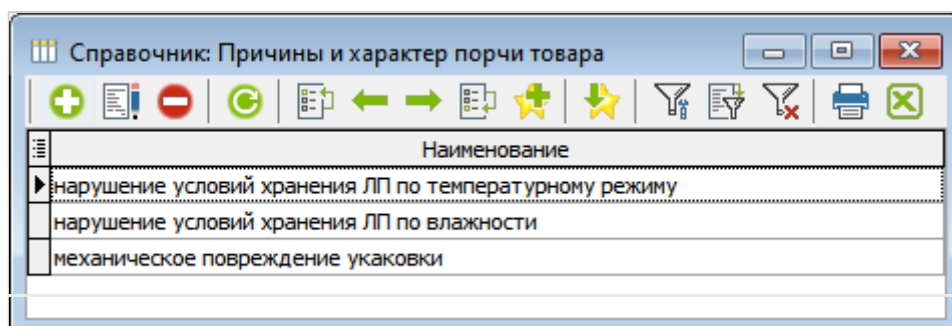 Справочник: Причины и характер порчи товара
Наименование
нарушение условий хранения ЛП по температурному режиму
нарушение условий хранения ЛП по влажности
механическое повреждение укаковки